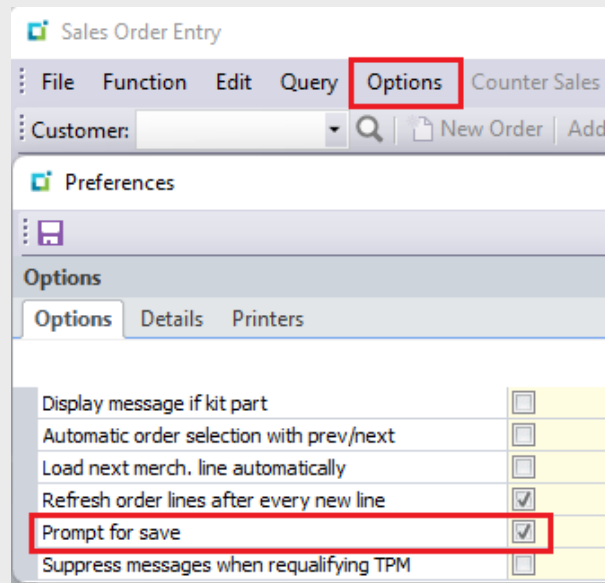 Sales Order Entry
File Function Edit Query Options Counter Sales
Customer: New Order Add
Preferences
Options
Options Details Printers
Display message if kit part
Automatic order selection with prev/next
Load next merch. line automatically
Refresh order lines after every new line
Prompt for save
Suppress messages when requalifying TPM